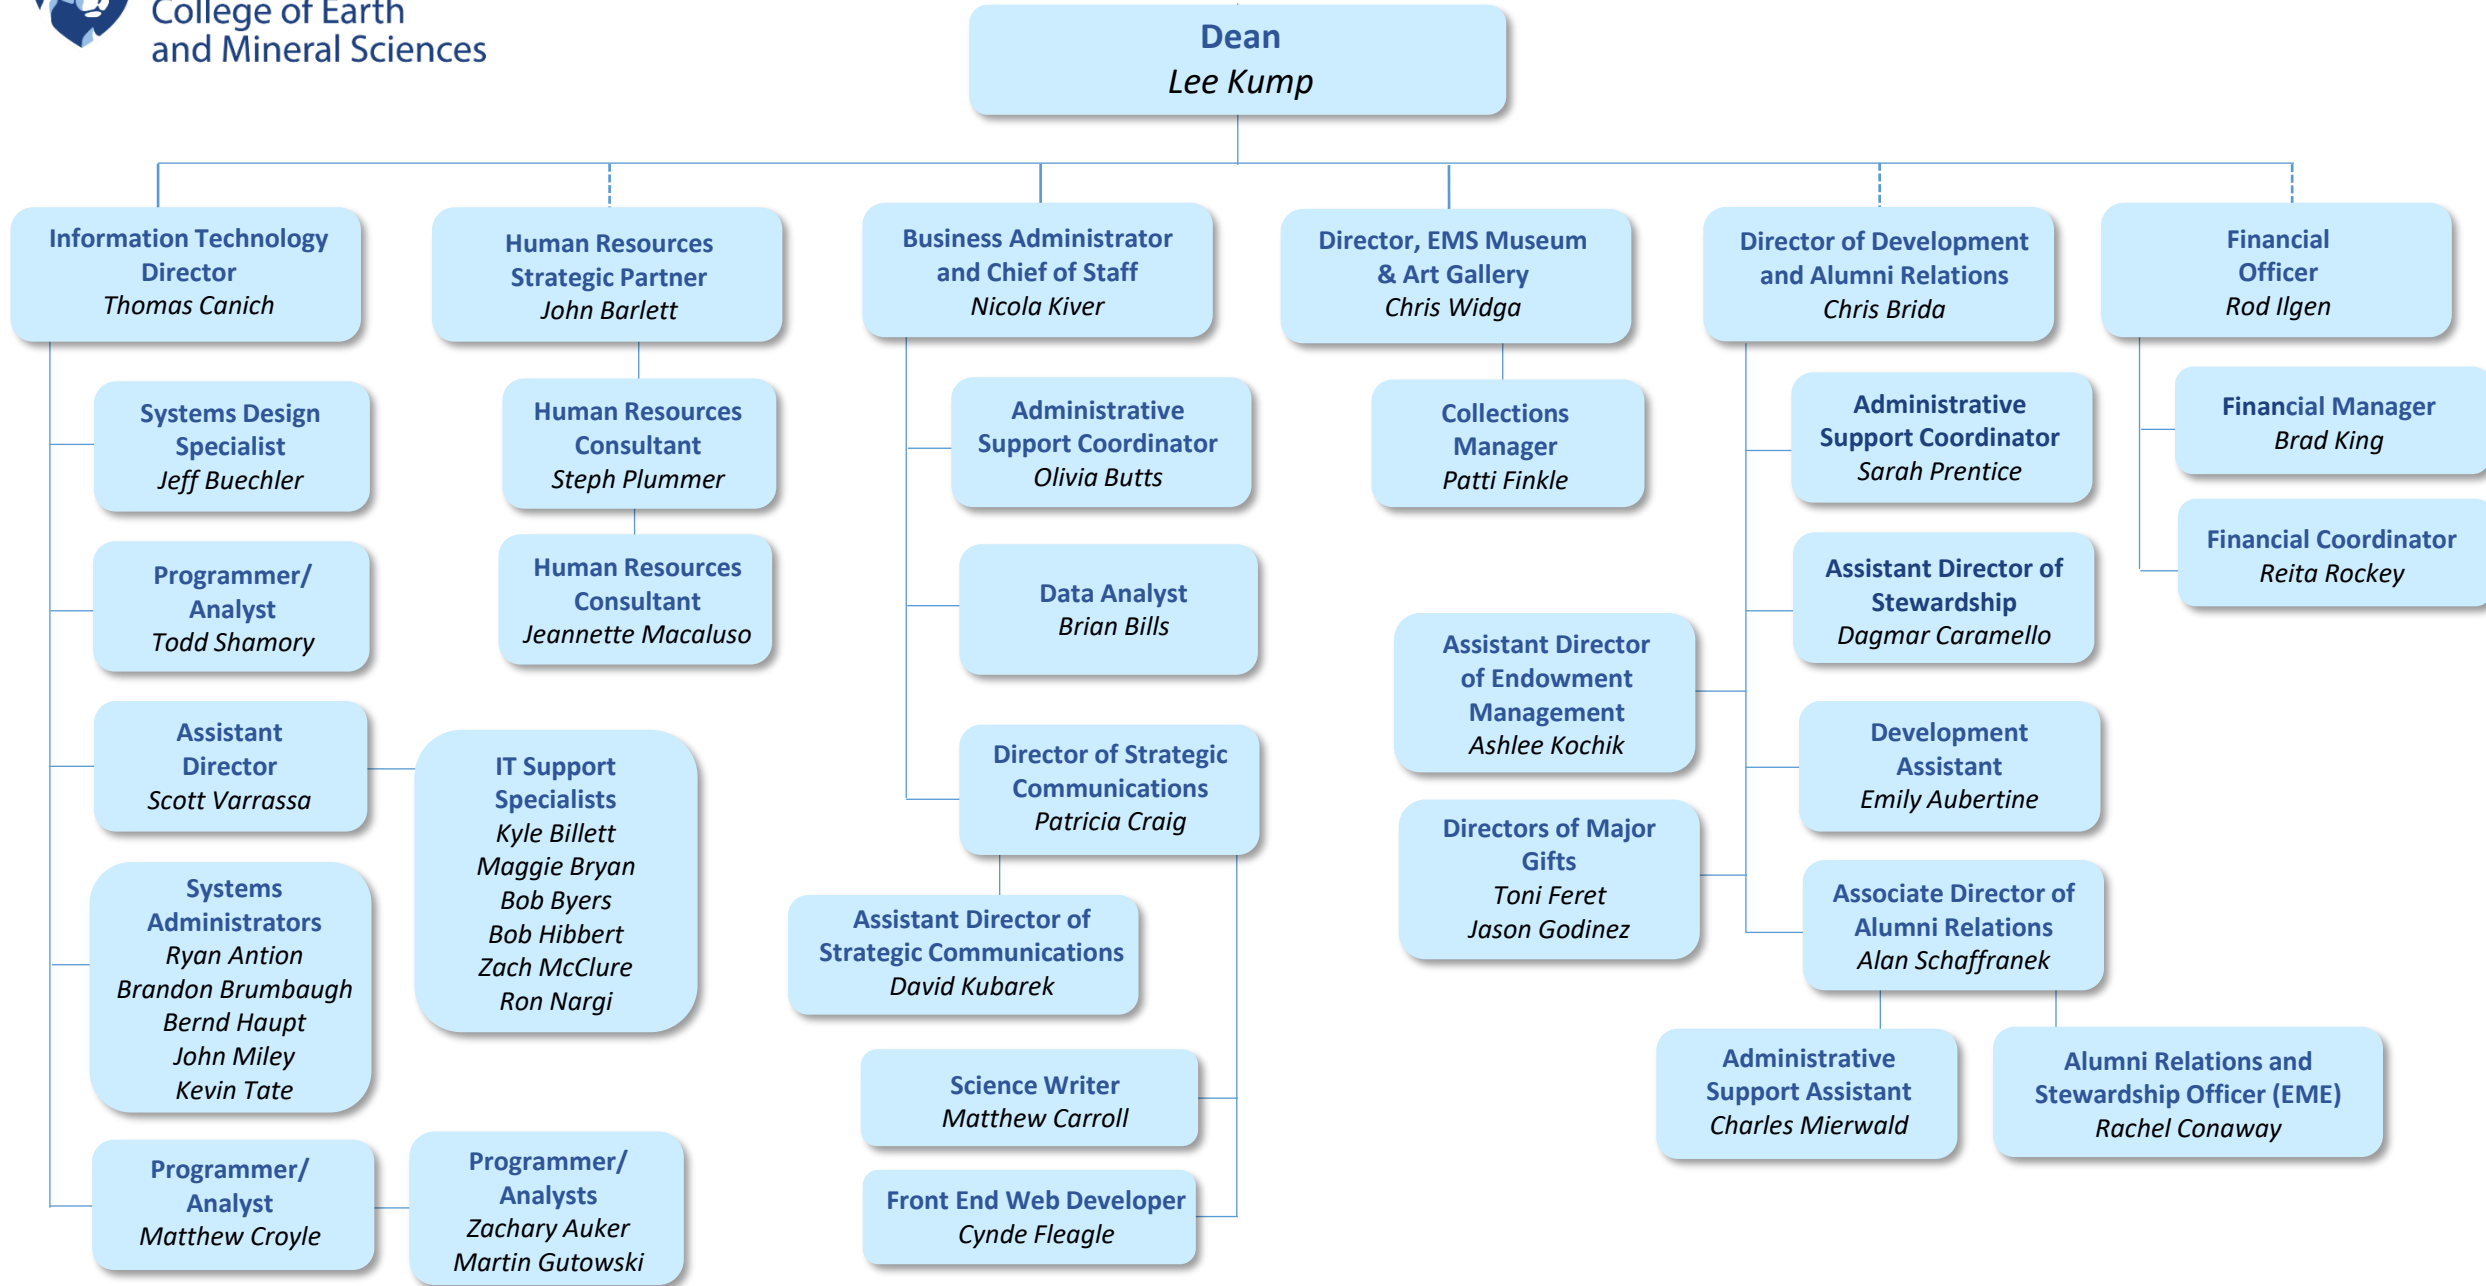 College of Earth
and Mineral Sciences
Dean
Lee Kump
Information Technology
Director
Thomas Canich
Human Resources
Strategic Partner
John Barlett
Business Administrator
and Chief of Staff
Nicola Kiver
Director, EMS Museum
& Art Gallery
Chris Widga
Director of Development
and Alumni Relations
Chris Brida
Financial
Officer
Rod Ilgen
Systems Design
Specialist
Jeff Buechler
Programmer/
Analyst
Todd Shamory
Assistant
Director
Scott Varrassa
IT Support
Specialists
Kyle Billett
Maggie Bryan
Bob Byers
Bob Hibbert
Zach McClure
Ron Nargi
Systems
Administrators
Ryan Antion
Brandon Brumbaugh
Bernd Haupt
John Miley
Kevin Tate
Programmer/
Analyst
Matthew Croyle
Programmer/
Analysts
Zachary Auker
Martin Gutowski
Human Resources
Consultant
Steph Plummer
Human Resources
Consultant
Jeannette Macaluso
Administrative
Support Coordinator
Olivia Butts
Data Analyst
Brian Bills
Director of Strategic
Communications
Patricia Craig
Assistant Director of
Strategic Communications
David Kubarek
Science Writer
Matthew Carroll
Front End Web Developer
Cynde Fleagle
Collections
Manager
Patti Finkle
Administrative
Support Coordinator
Sarah Prentice
Assistant Director of
Stewardship
Dagmar Caramello
Assistant Director
of Endowment
Management
Ashlee Kochik
Development
Assistant
Emily Aubertine
Directors of Major
Gifts
Toni Feret
Jason Godinez
Associate Director of
Alumni Relations
Alan Schaffranek
Administrative
Support Assistant
Charles Mierwald
Alumni Relations and
Stewardship Officer (EME)
Rachel Conaway
Financial Manager
Brad King
Financial Coordinator
Reita Rockey